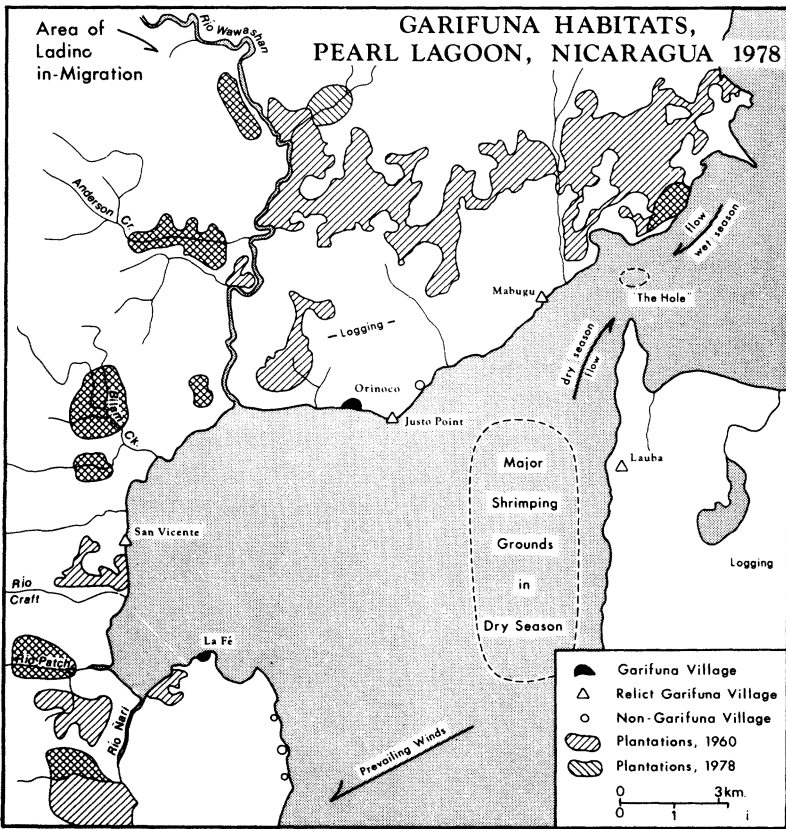 GARIFUNA HABITATS,
PEARL LAGOON, NICARAGUA 1978
Area of
Ladino
in-Migration
Rio Wawashan
Anderson Cr.
flow
wet season
Mabugu
"The Hole"
— Logging —
dry season
flow
Orinoco
Justo Point
Ck.
Lauba
Major
Shrimping
Grounds
in
Dry Season
San Vicente
Logging
Rio
Craft
La Fé
Rio Patch
Rio Nari
Prevailing Winds
Garifuna Village
Relict Garifuna Village
Non-Garifuna Village
Plantations, 1960
Plantations, 1978
0 3km.
0 1 i